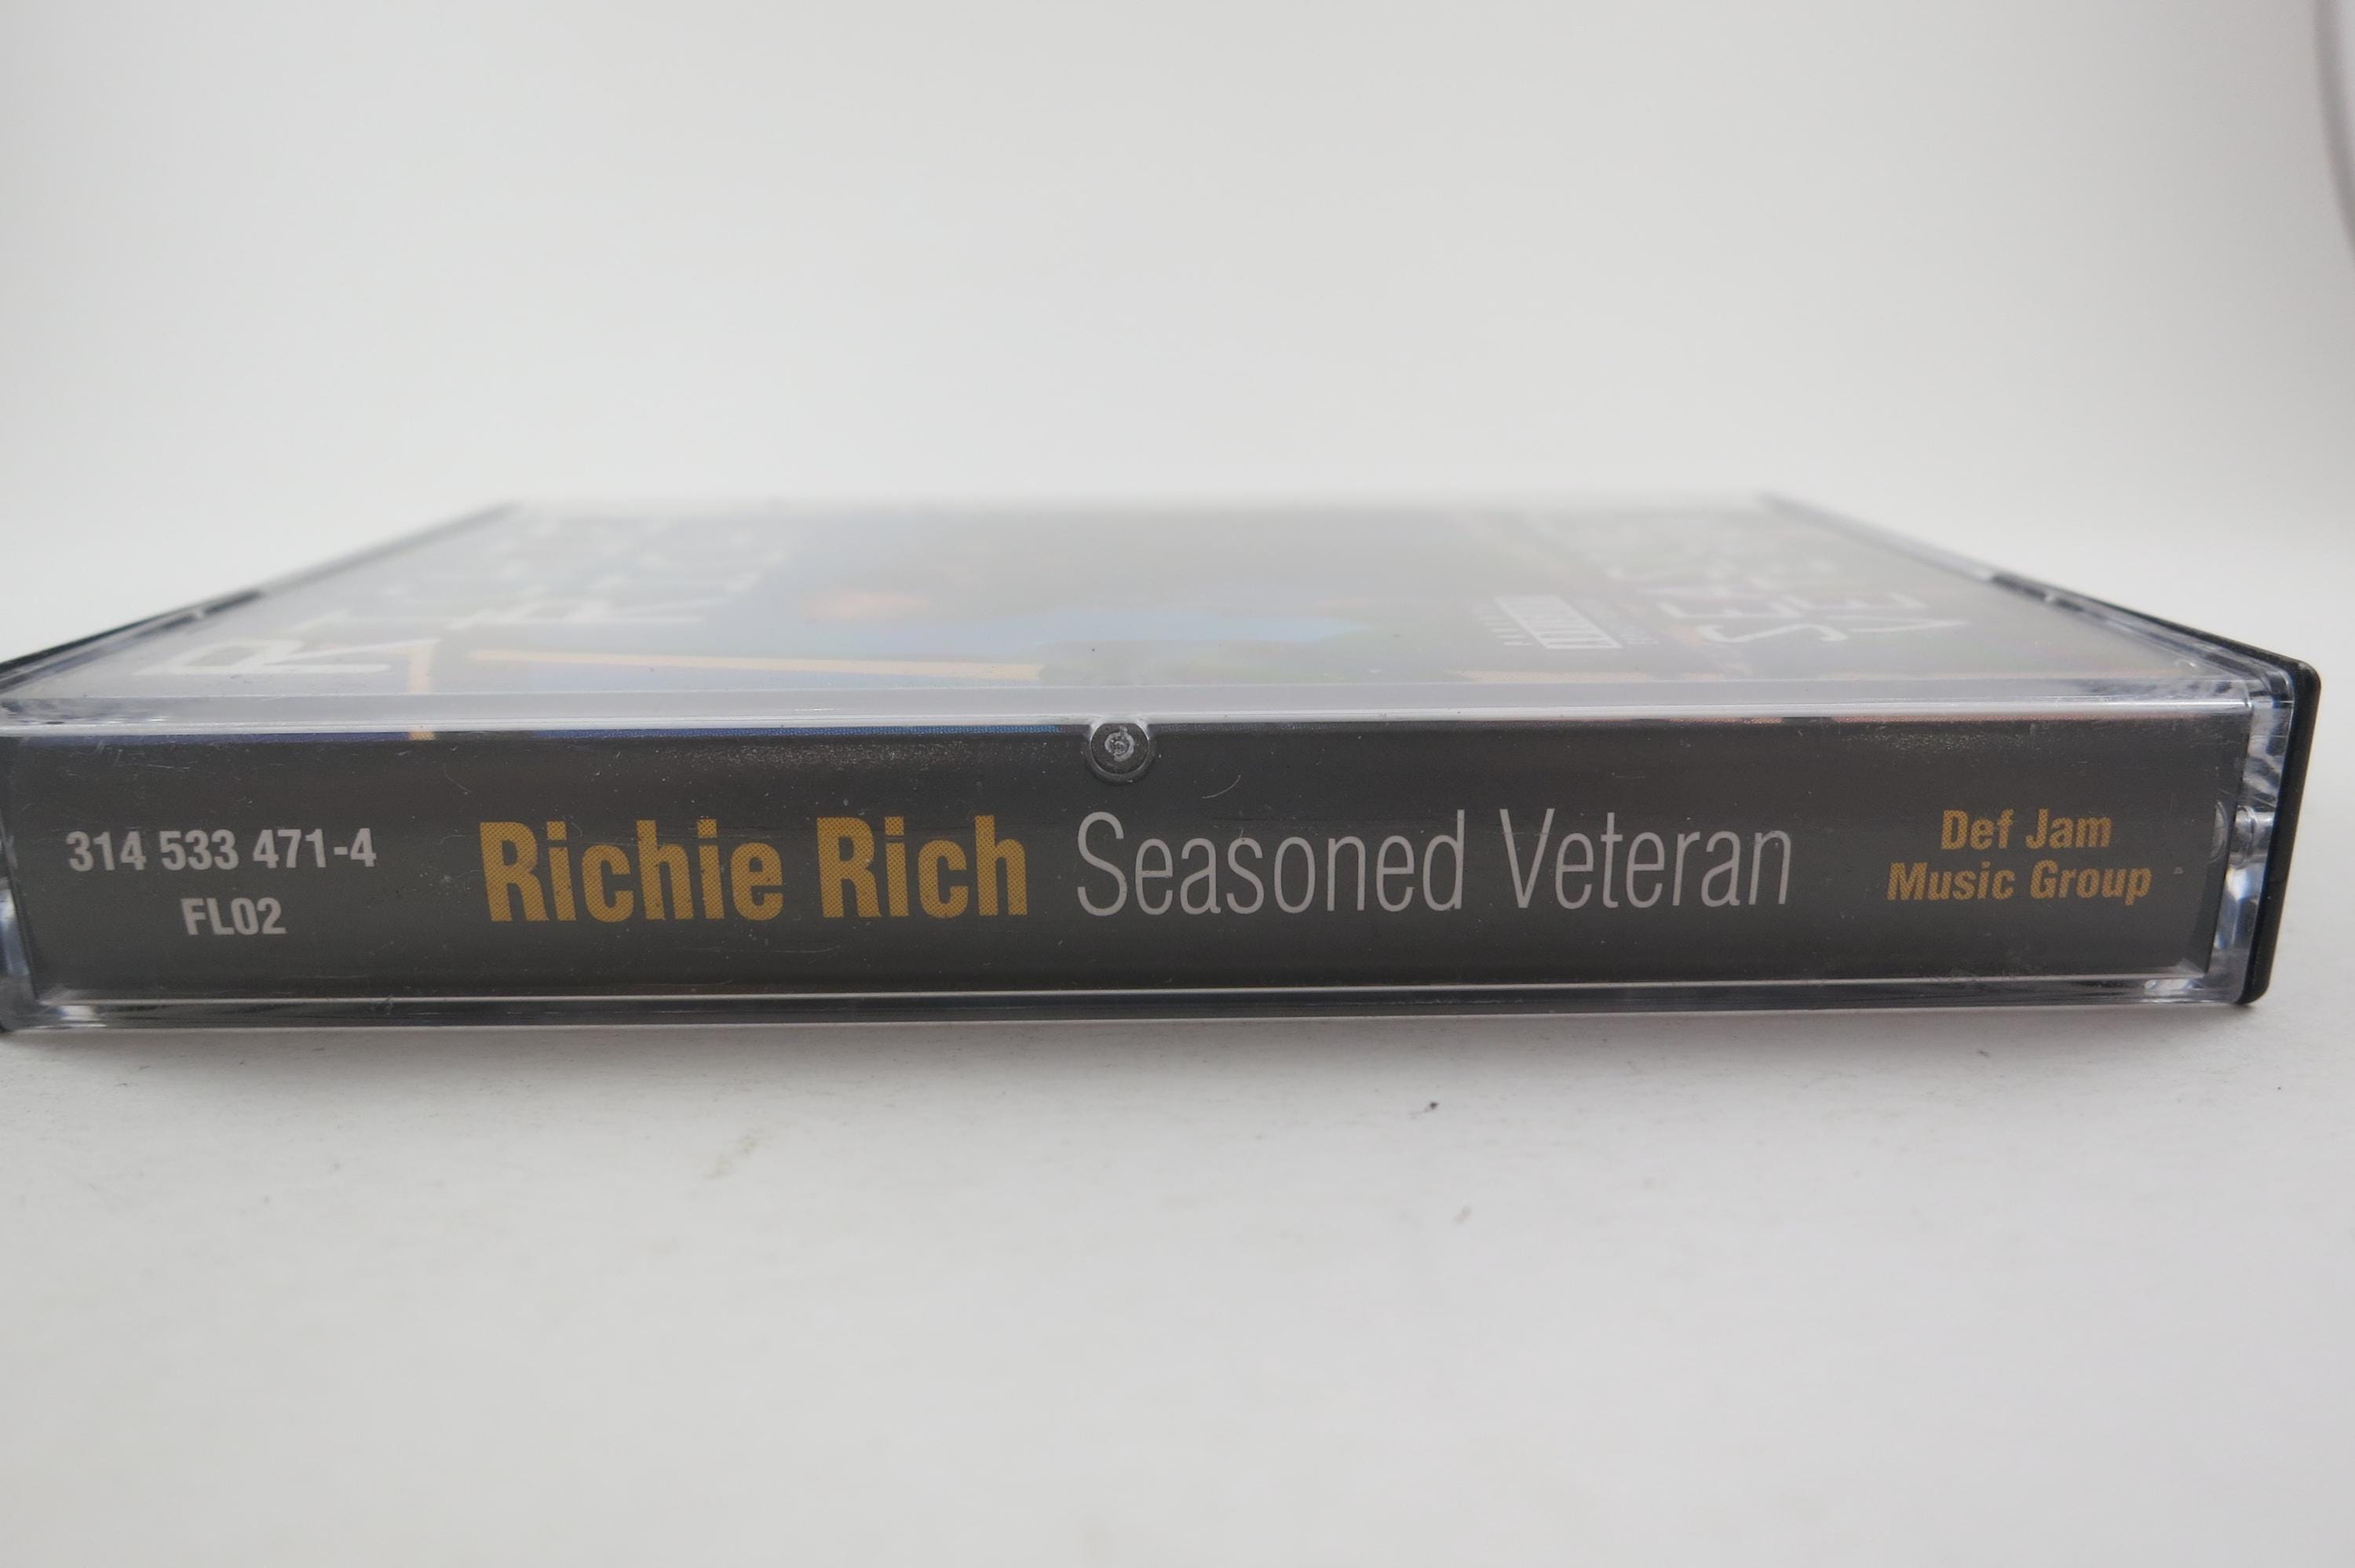 314 533 471-4
FL02
Richie Rich Seasoned Veteran
Def Jam
Music Group